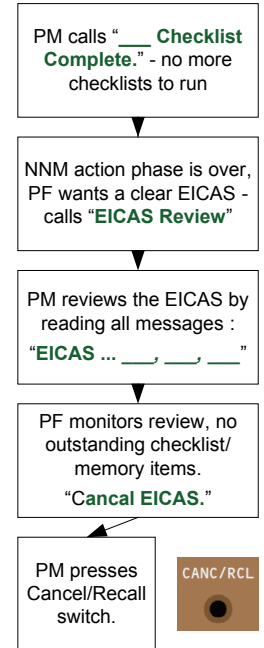 PM calls “___ Checklist
Complete.” - no more
checklists to run
NNM action phase is over,
PF wants a clear EICAS -
calls “EICAS Review”
PM reviews the EICAS by
reading all messages :
“EICAS ... ___, ___, ___”
PF monitors review, no
outstanding checklist/
memory items.
“Cancal EICAS.”
PM presses
Cancel/Recall
switch.
CANC/RCL